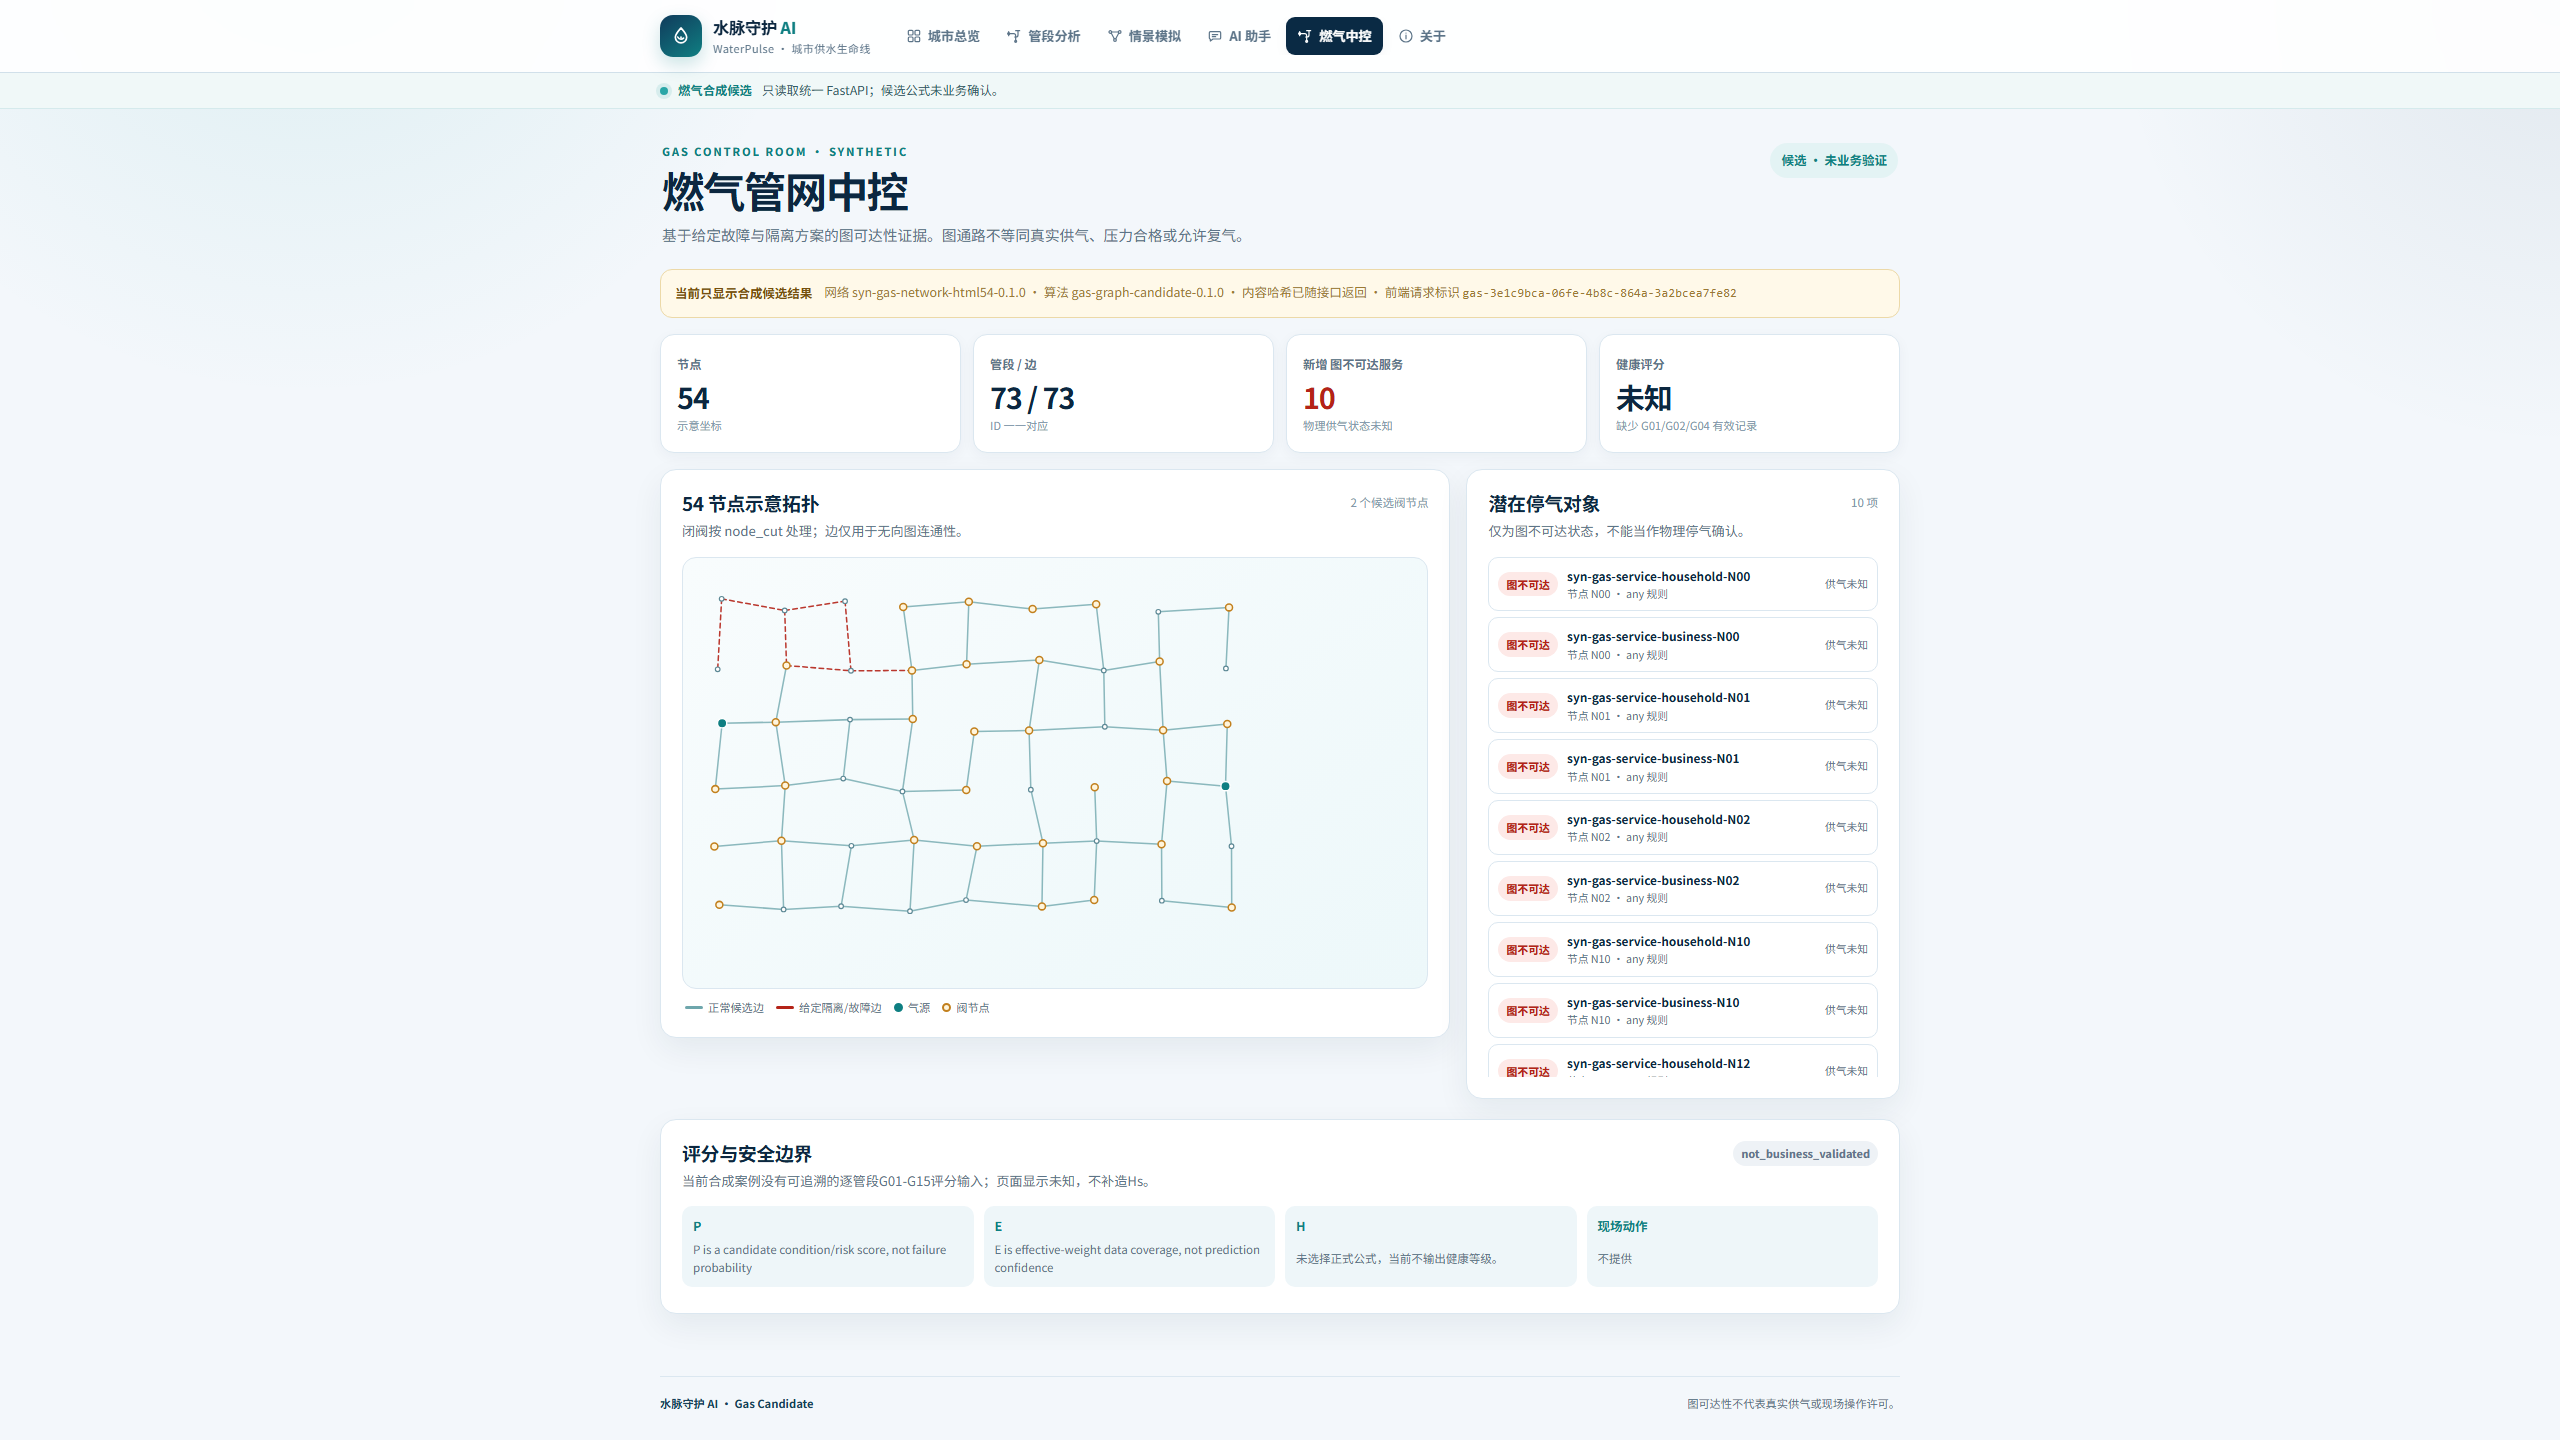 水脉守护 AI
WaterPulse · 城市供水生命线
城市总览
管段分析
情景模拟
AI 助手
燃气中控
关于
燃气合成候选 只读取统一 FastAPI；候选公式未业务确认。
GAS CONTROL ROOM · SYNTHETIC
燃气管网中控
候选 · 未业务验证
基于给定故障与隔离方案的图可达性证据。图通路不等同真实供气、压力合格或允许复气。
当前只显示合成候选结果 网络 syn-gas-network-html54-0.1.0 · 算法 gas-graph-candidate-0.1.0 · 内容哈希已随接口返回 · 前端请求标识 gas-3e1c9bca-06fe-4b8c-864a-3a2bcea7fe82
节点
54
示意坐标
管段 / 边
73 / 73
ID 一一对应
新增 图不可达服务
10
物理供气状态未知
健康评分
未知
缺少 G01/G02/G04 有效记录
54 节点示意拓扑
2 个候选阀节点
闭阀按 node_cut 处理；边仅用于无向图连通性。
正常候选边
给定隔离/故障边
气源
阀节点
潜在停气对象
10 项
仅为图不可达状态，不能当作物理停气确认。
图不可达 syn-gas-service-household-N00 供气未知
节点 N00 · any 规则
图不可达 syn-gas-service-business-N00 供气未知
节点 N00 · any 规则
图不可达 syn-gas-service-household-N01 供气未知
节点 N01 · any 规则
图不可达 syn-gas-service-business-N01 供气未知
节点 N01 · any 规则
图不可达 syn-gas-service-household-N02 供气未知
节点 N02 · any 规则
图不可达 syn-gas-service-business-N02 供气未知
节点 N02 · any 规则
图不可达 syn-gas-service-household-N10 供气未知
节点 N10 · any 规则
图不可达 syn-gas-service-business-N10 供气未知
节点 N10 · any 规则
图不可达 syn-gas-service-household-N12 供气未知
评分与安全边界
not_business_validated
当前合成案例没有可追溯的逐管段G01-G15评分输入；页面显示未知，不补造Hs。
P
P is a candidate condition/risk score, not failure
probability
E
E is effective-weight data coverage, not prediction
confidence
H
未选择正式公式，当前不输出健康等级。
现场动作
不提供
水脉守护 AI · Gas Candidate
图可达性不代表真实供气或现场操作许可。